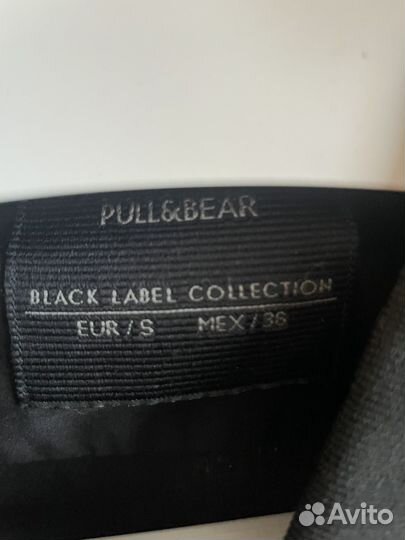 PULL&BEAR
BLACK LABEL COLLECTION
EUR/S MEX/36
Avito